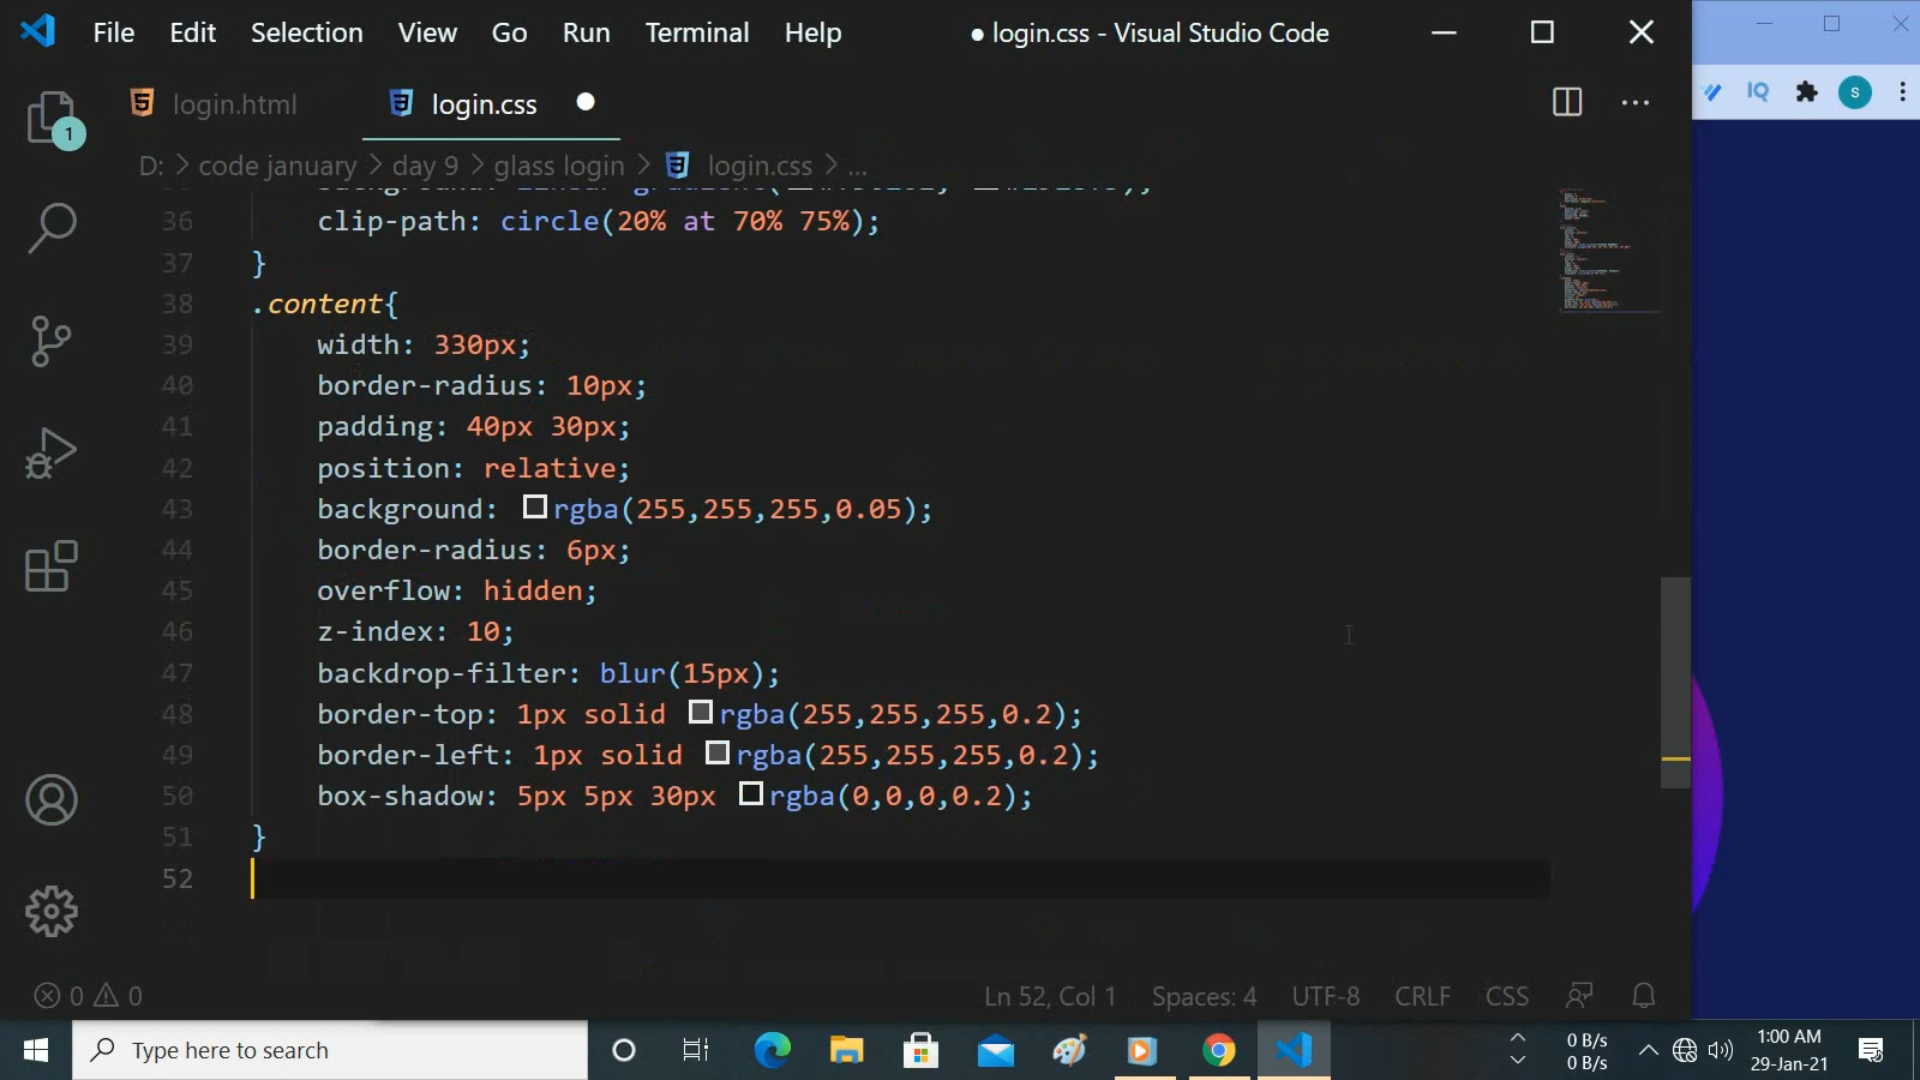 File Edit Selection View Go Run Terminal Help
● login.css - Visual Studio Code
login.html
login.css
D: > code january > day 9 > glass login > login.css > ...
36 clip-path: circle(20% at 70% 75%);
37 }
38 .content{
39 width: 330px;
40 border-radius: 10px;
41 padding: 40px 30px;
42 position: relative;
43 background: rgba(255,255,255,0.05);
44 border-radius: 6px;
45 overflow: hidden;
46 z-index: 10;
47 backdrop-filter: blur(15px);
48 border-top: 1px solid rgba(255,255,255,0.2);
49 border-left: 1px solid rgba(255,255,255,0.2);
50 box-shadow: 5px 5px 30px rgba(0,0,0,0.2);
51 }
52
1
IQ
s
0 0
Ln 52, Col 1 Spaces: 4 UTF-8 CRLF CSS
Type here to search
0 B/s
0 B/s
1:00 AM
29-Jan-21